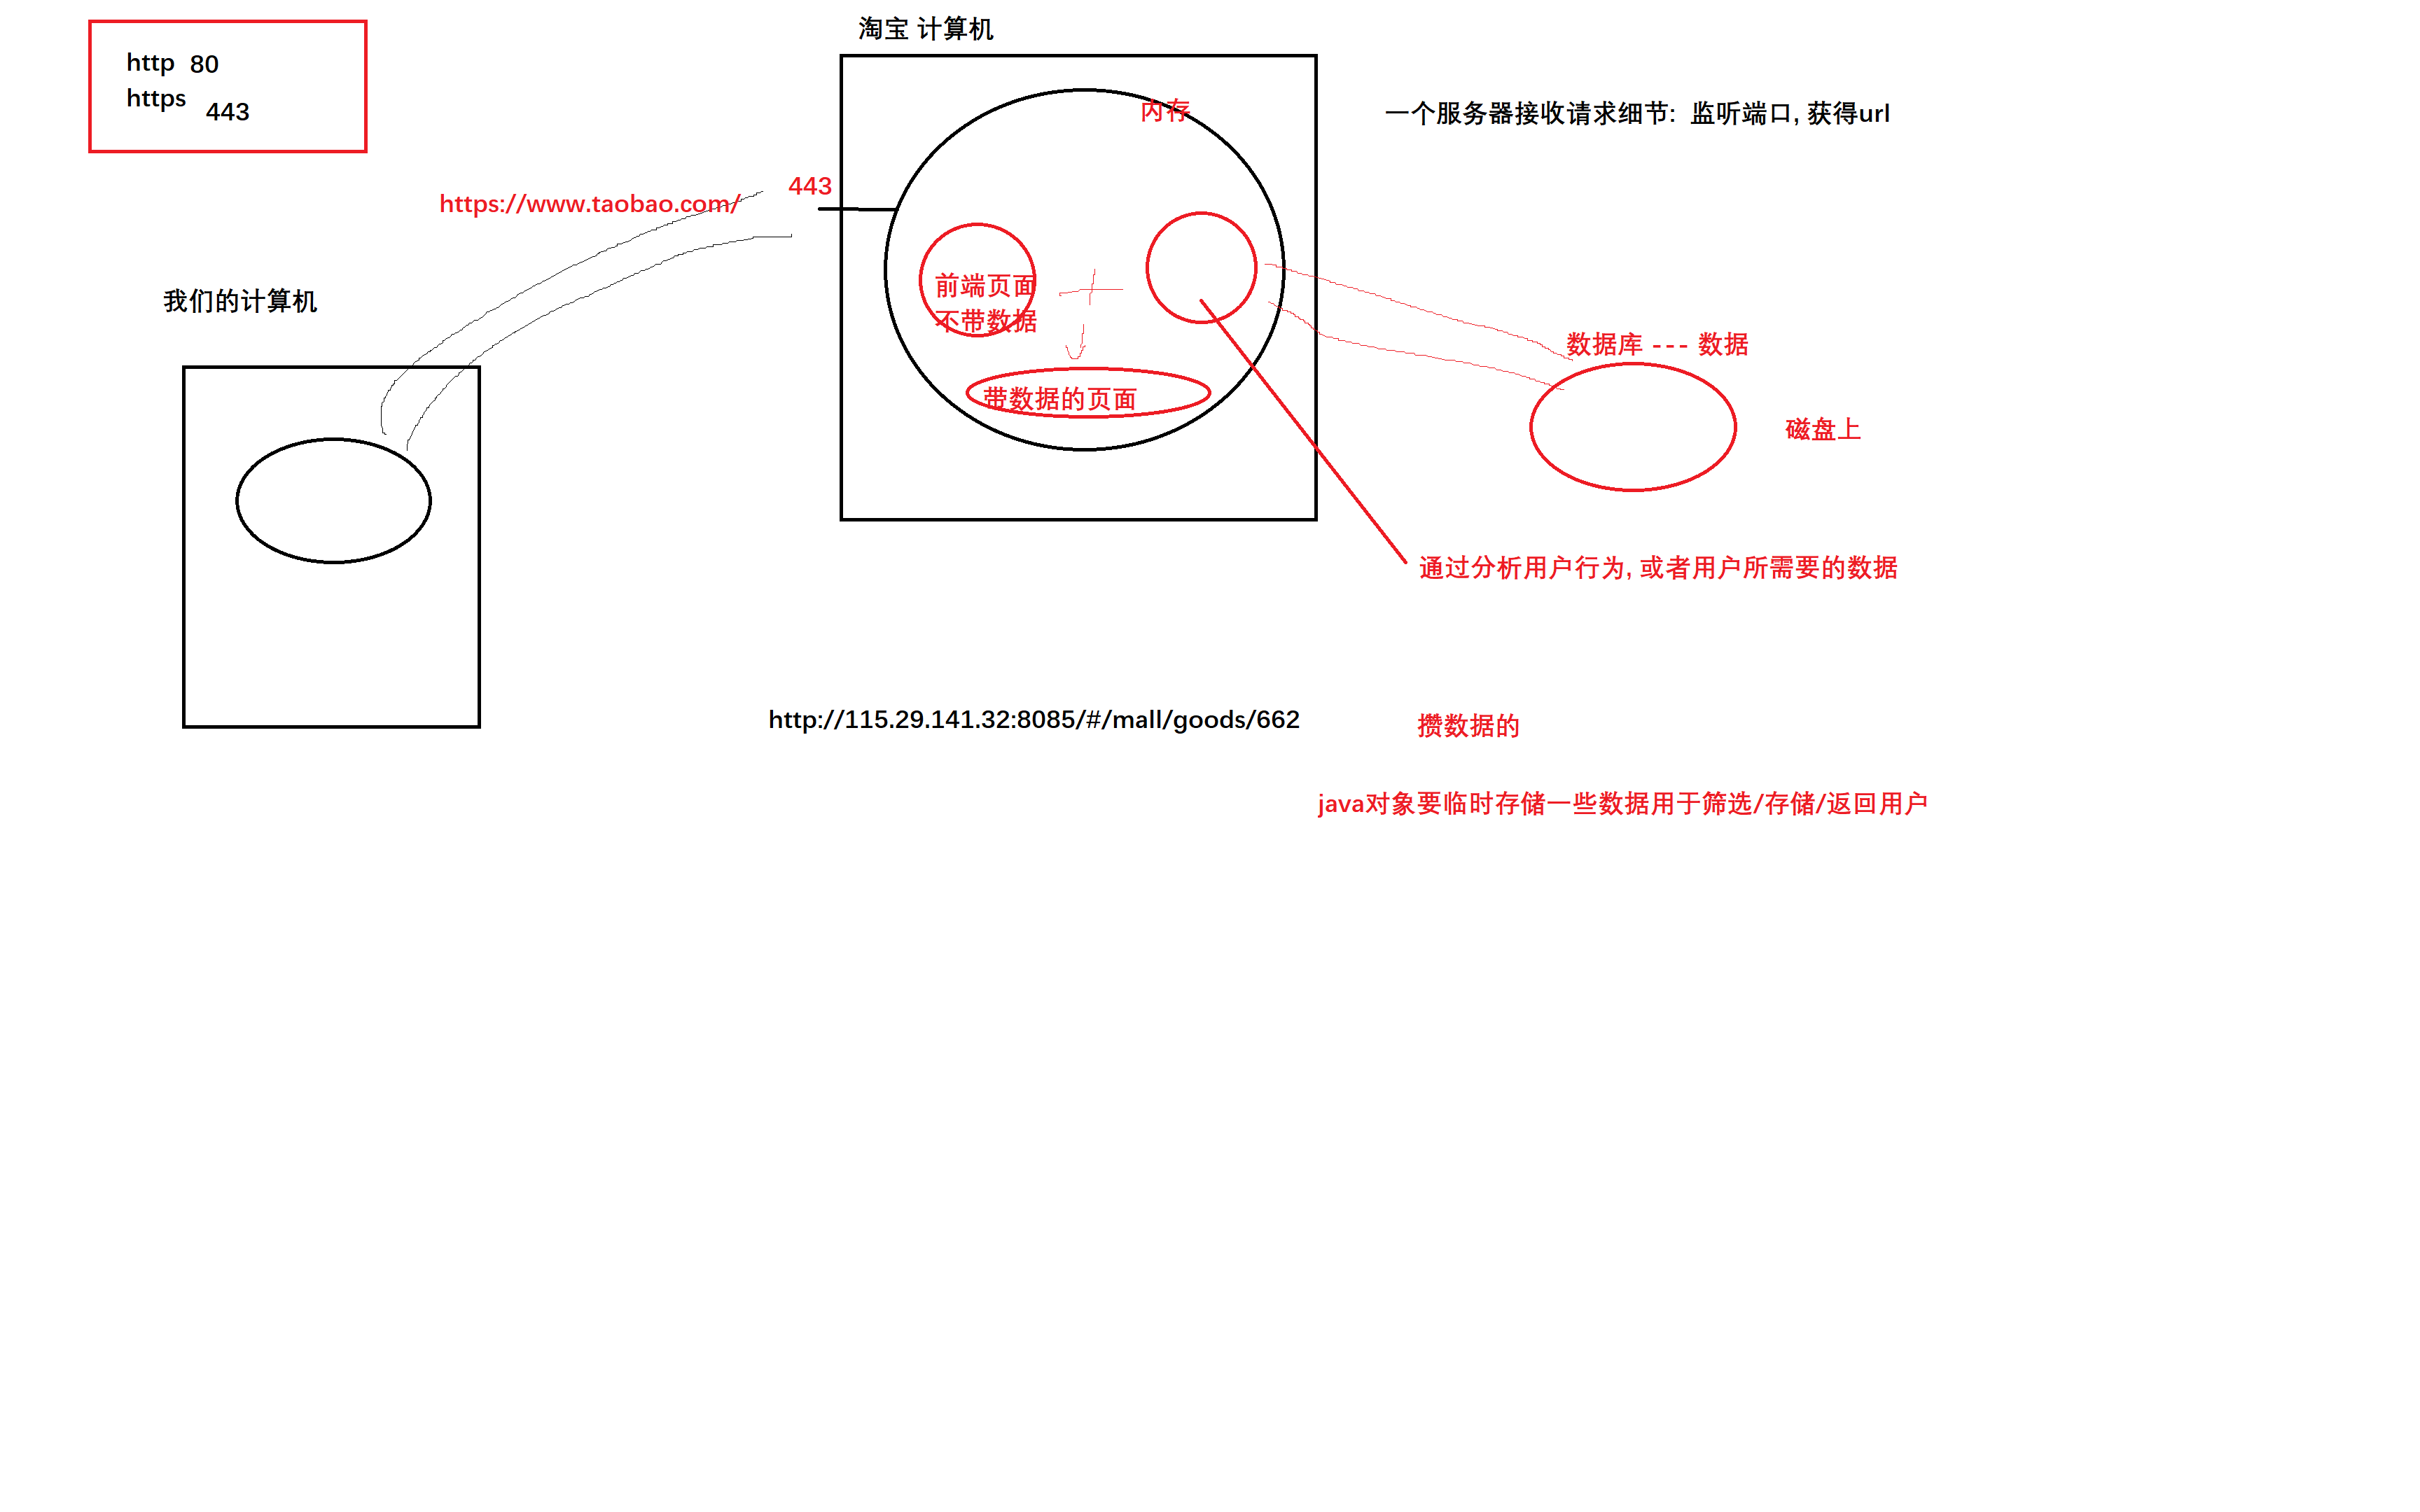 淘宝 计算机
http 80
https 443
内存
一个服务器接收请求细节: 监听端口, 获得url
443
https://www.taobao.com/
我们的计算机
前端页面
不带数据
数据库 --- 数据
带数据的页面
磁盘上
通过分析用户行为, 或者用户所需要的数据
http://115.29.141.32:8085/#/mall/goods/662
攒数据的
java对象要临时存储一些数据用于筛选/存储/返回用户